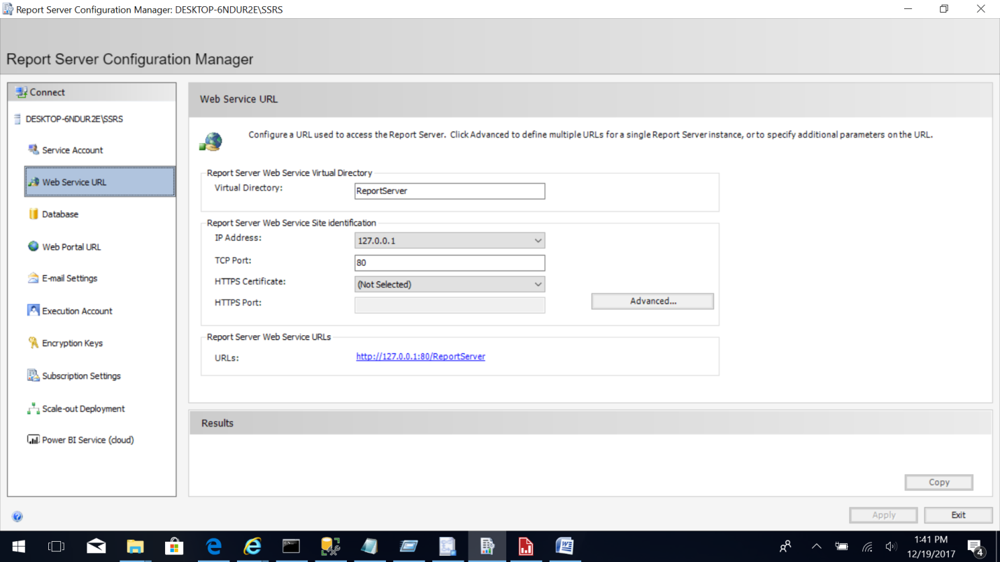 Report Server Configuration Manager: DESKTOP-6NDUR2E\SSRS
Report Server Configuration Manager
Connect
DESKTOP-6NDUR2E\SSRS
Service Account
Web Service URL
Database
Web Portal URL
E-mail Settings
Execution Account
Encryption Keys
Subscription Settings
Scale-out Deployment
Power BI Service (cloud)
Web Service URL
Configure a URL used to access the Report Server. Click Advanced to define multiple URLs for a single Report Server instance, or to specify additional parameters on the URL.
Report Server Web Service Virtual Directory
Virtual Directory: ReportServer
Report Server Web Service Site identification
IP Address: 127.0.0.1
TCP Port: 80
HTTPS Certificate: (Not Selected)
HTTPS Port:
Advanced...
Report Server Web Service URLs
URLs: http://127.0.0.1:80/ReportServer
Results
Copy
Apply Exit
1:41 PM
12/19/2017
4